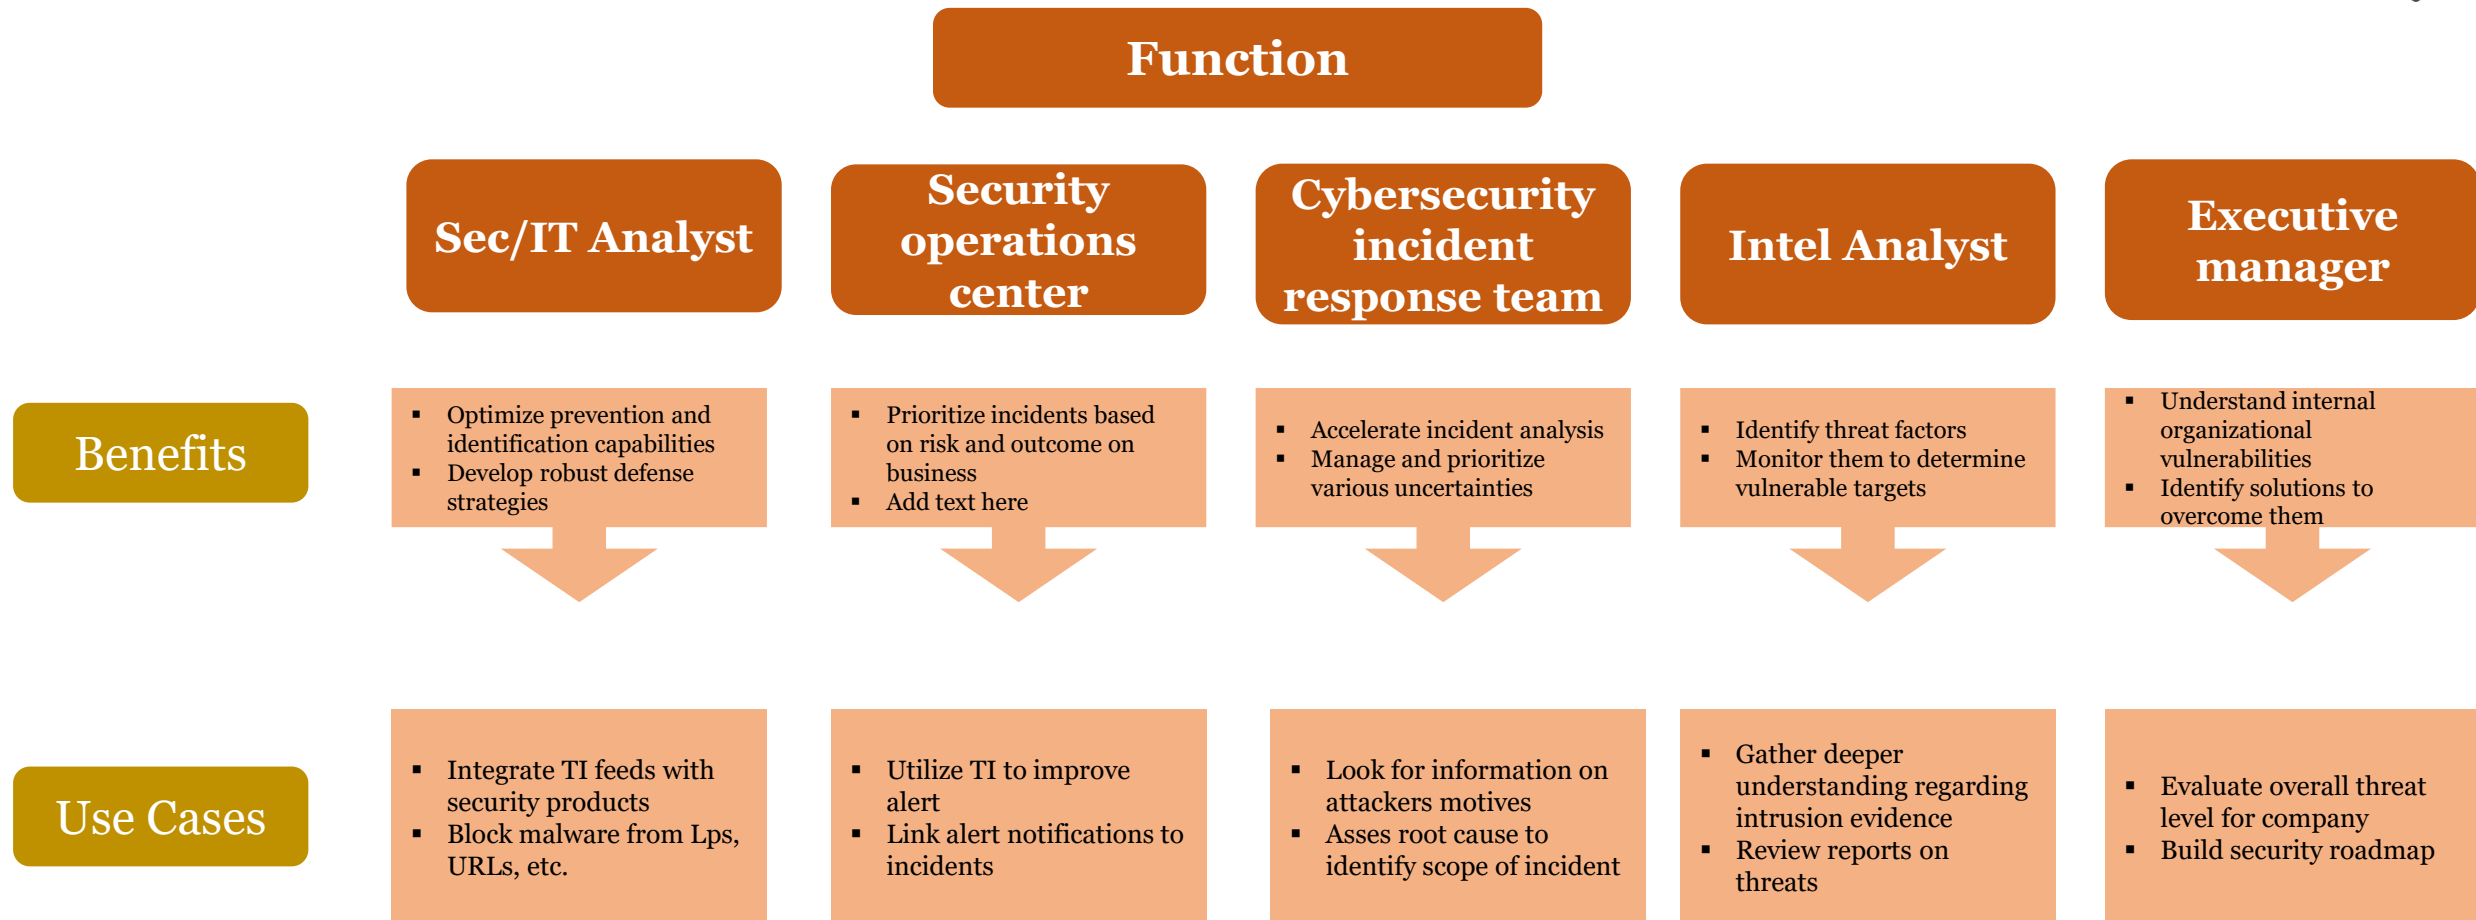 Function
Sec/IT Analyst
Security
operations
center
Cybersecurity
incident
response team
Intel Analyst
Executive
manager
Benefits
▪ Optimize prevention and
identification capabilities
▪ Develop robust defense
strategies
▪ Prioritize incidents based
on risk and outcome on
business
▪ Add text here
▪ Accelerate incident analysis
▪ Manage and prioritize
various uncertainties
▪ Identify threat factors
▪ Monitor them to determine
vulnerable targets
▪ Understand internal
organizational
vulnerabilities
▪ Identify solutions to
overcome them
Use Cases
▪ Integrate TI feeds with
security products
▪ Block malware from Lps,
URLs, etc.
▪ Utilize TI to improve
alert
▪ Link alert notifications to
incidents
▪ Look for information on
attackers motives
▪ Asses root cause to
identify scope of incident
▪ Gather deeper
understanding regarding
intrusion evidence
▪ Review reports on
threats
▪ Evaluate overall threat
level for company
▪ Build security roadmap